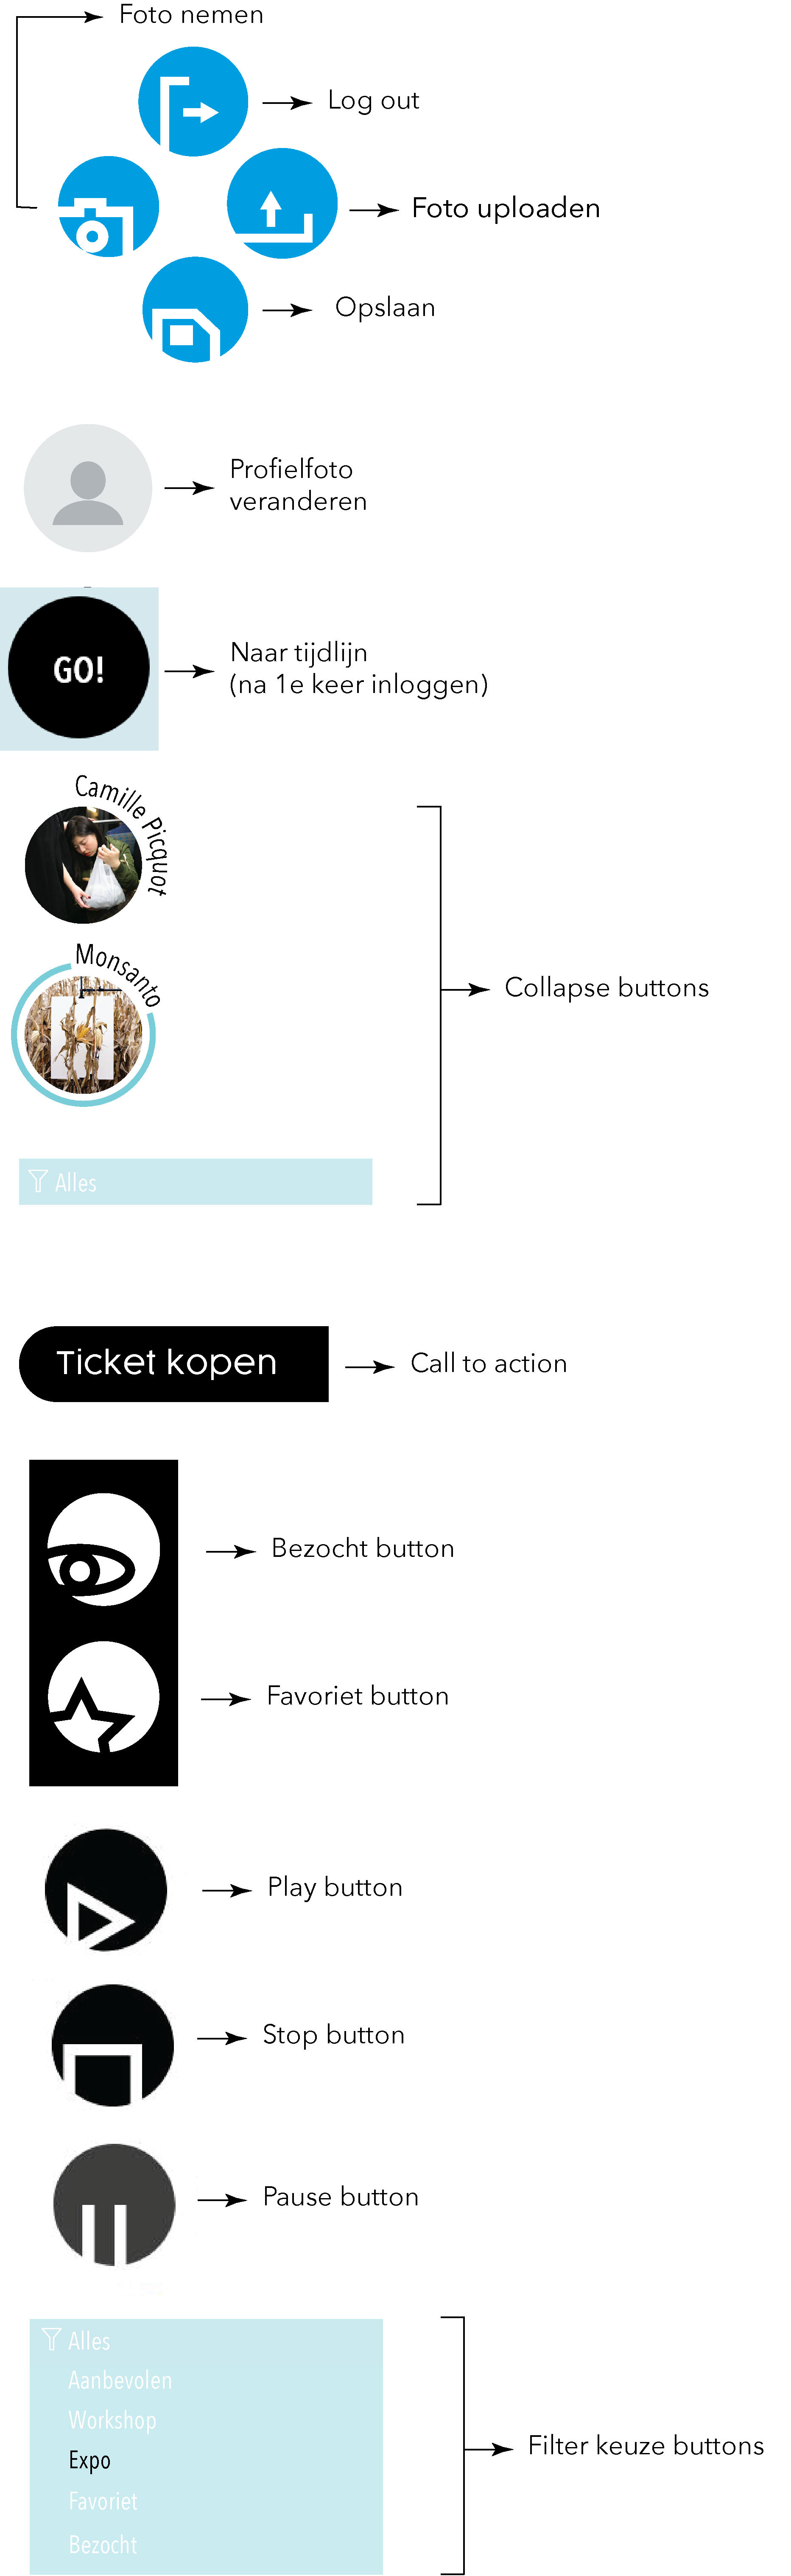 Foto nemen
Log out
Foto uploaden
Opslaan
Profielfoto
veranderen
GO!
Naar tijdlijn
(na 1e keer inloggen)
Camille Picquot
Monsanto
Collapse buttons
Alles
Ticket kopen
Call to action
Bezocht button
Favoriet button
Play button
Stop button
Pause button
Alles
Aanbevolen
Workshop
Expo
Favoriet
Bezocht
Filter keuze buttons